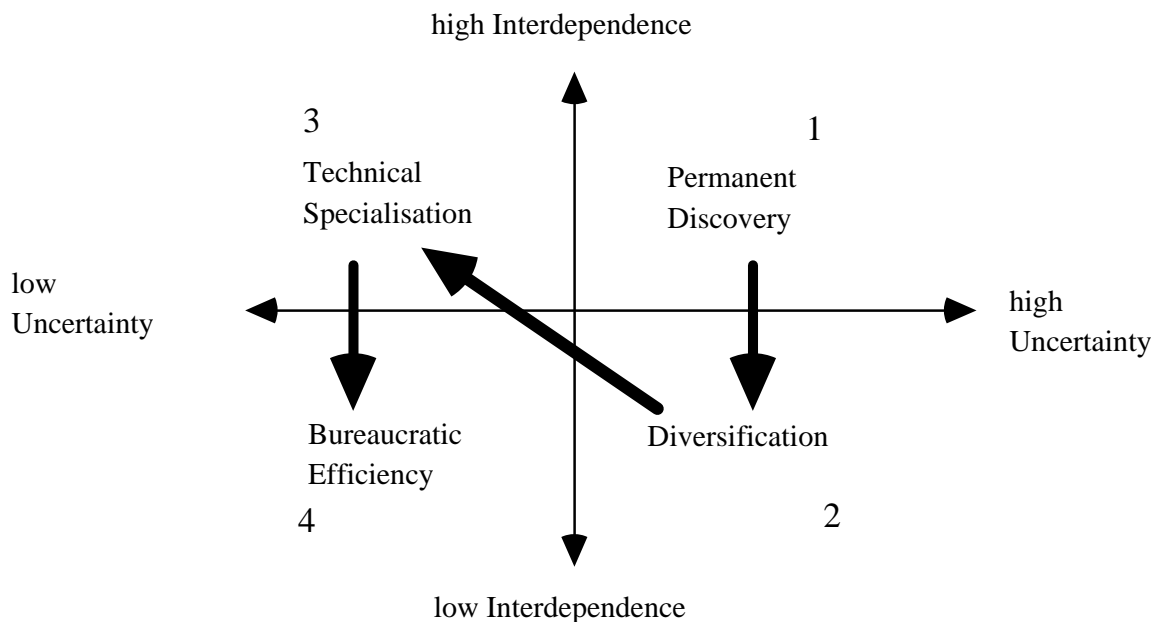 high Interdependence
3
1
Technical
Specialisation
Permanent
Discovery
low
Uncertainty
high
Uncertainty
Bureaucratic
Efficiency
Diversification
4
2
low Interdependence